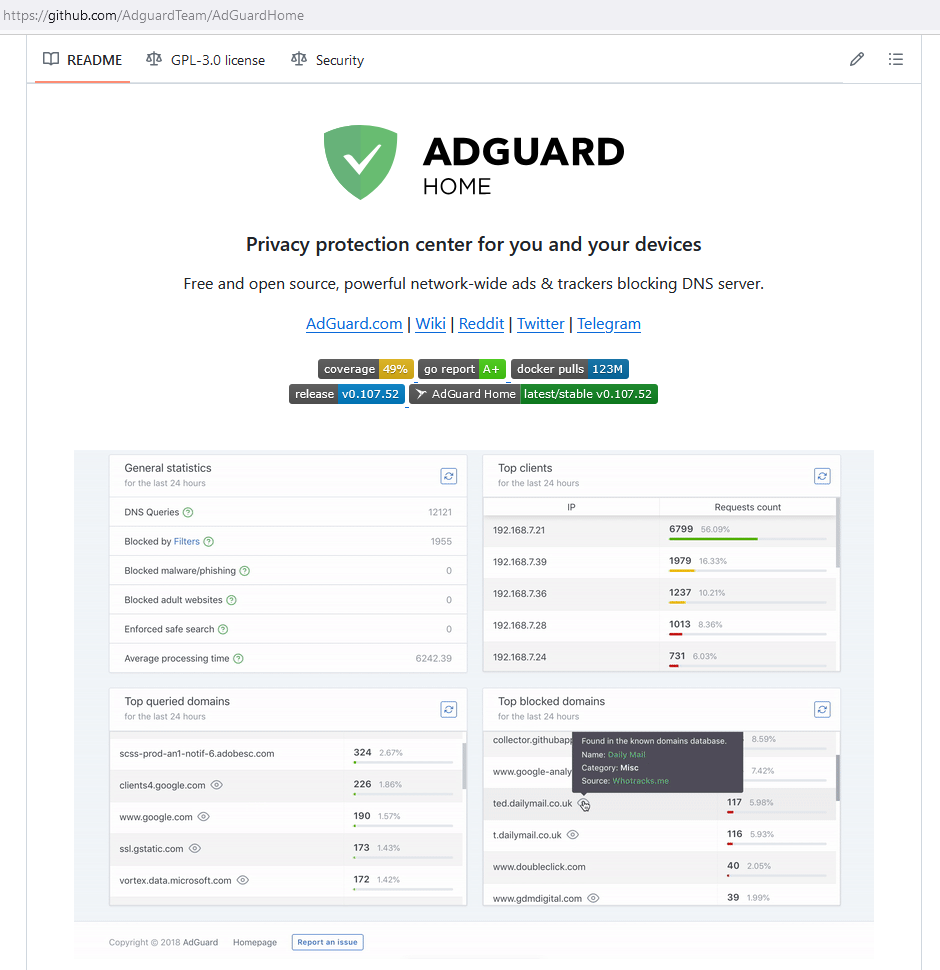 https://github.com/AdguardTeam/AdGuardHome
README GPL-3.0 license Security
ADGUARD
HOME
Privacy protection center for you and your devices
Free and open source, powerful network-wide ads & trackers blocking DNS server.
AdGuard.com | Wiki | Reddit | Twitter | Telegram
coverage 49% go report A+ docker pulls 123M
release v0.107.52 AdGuard Home latest/stable v0.107.52
General statistics
for the last 24 hours
DNS Queries 12121
Blocked by Filters 1955
Blocked malware/phishing 0
Blocked adult websites 0
Enforced safe search 0
Average processing time 6242.39
Top clients
for the last 24 hours
IP Requests count
192.168.7.21 6799 56.09%
192.168.7.39 1979 16.33%
192.168.7.36 1237 10.21%
192.168.7.28 1013 8.36%
192.168.7.24 731 6.03%
Top queried domains
for the last 24 hours
scss-prod-an1-notif-6.adobesc.com 324 2.67%
clients4.google.com 226 1.86%
www.google.com 190 1.57%
ssl.gstatic.com 173 1.43%
vortex.data.microsoft.com 172 1.42%
Top blocked domains
for the last 24 hours
collector.githubapp 8.59%
www.google-analy 7.42%
Found in the known domains database.
Name: Daily Mail
Category: Misc
Source: Whotracks.me
ted.dailymail.co.uk 117 5.98%
t.dailymail.co.uk 116 5.93%
www.doubleclick.com 40 2.05%
www.gdmdigital.com 39 1.99%
Copyright © 2018 AdGuard Homepage Report an issue